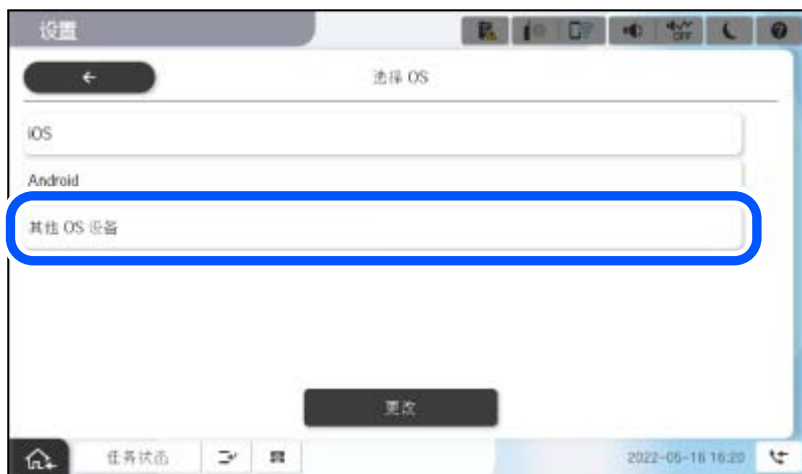 设置
OFF
选择 OS
iOS
Android
其他 OS 设备
更改
任务状态
2022-05-16 16:20